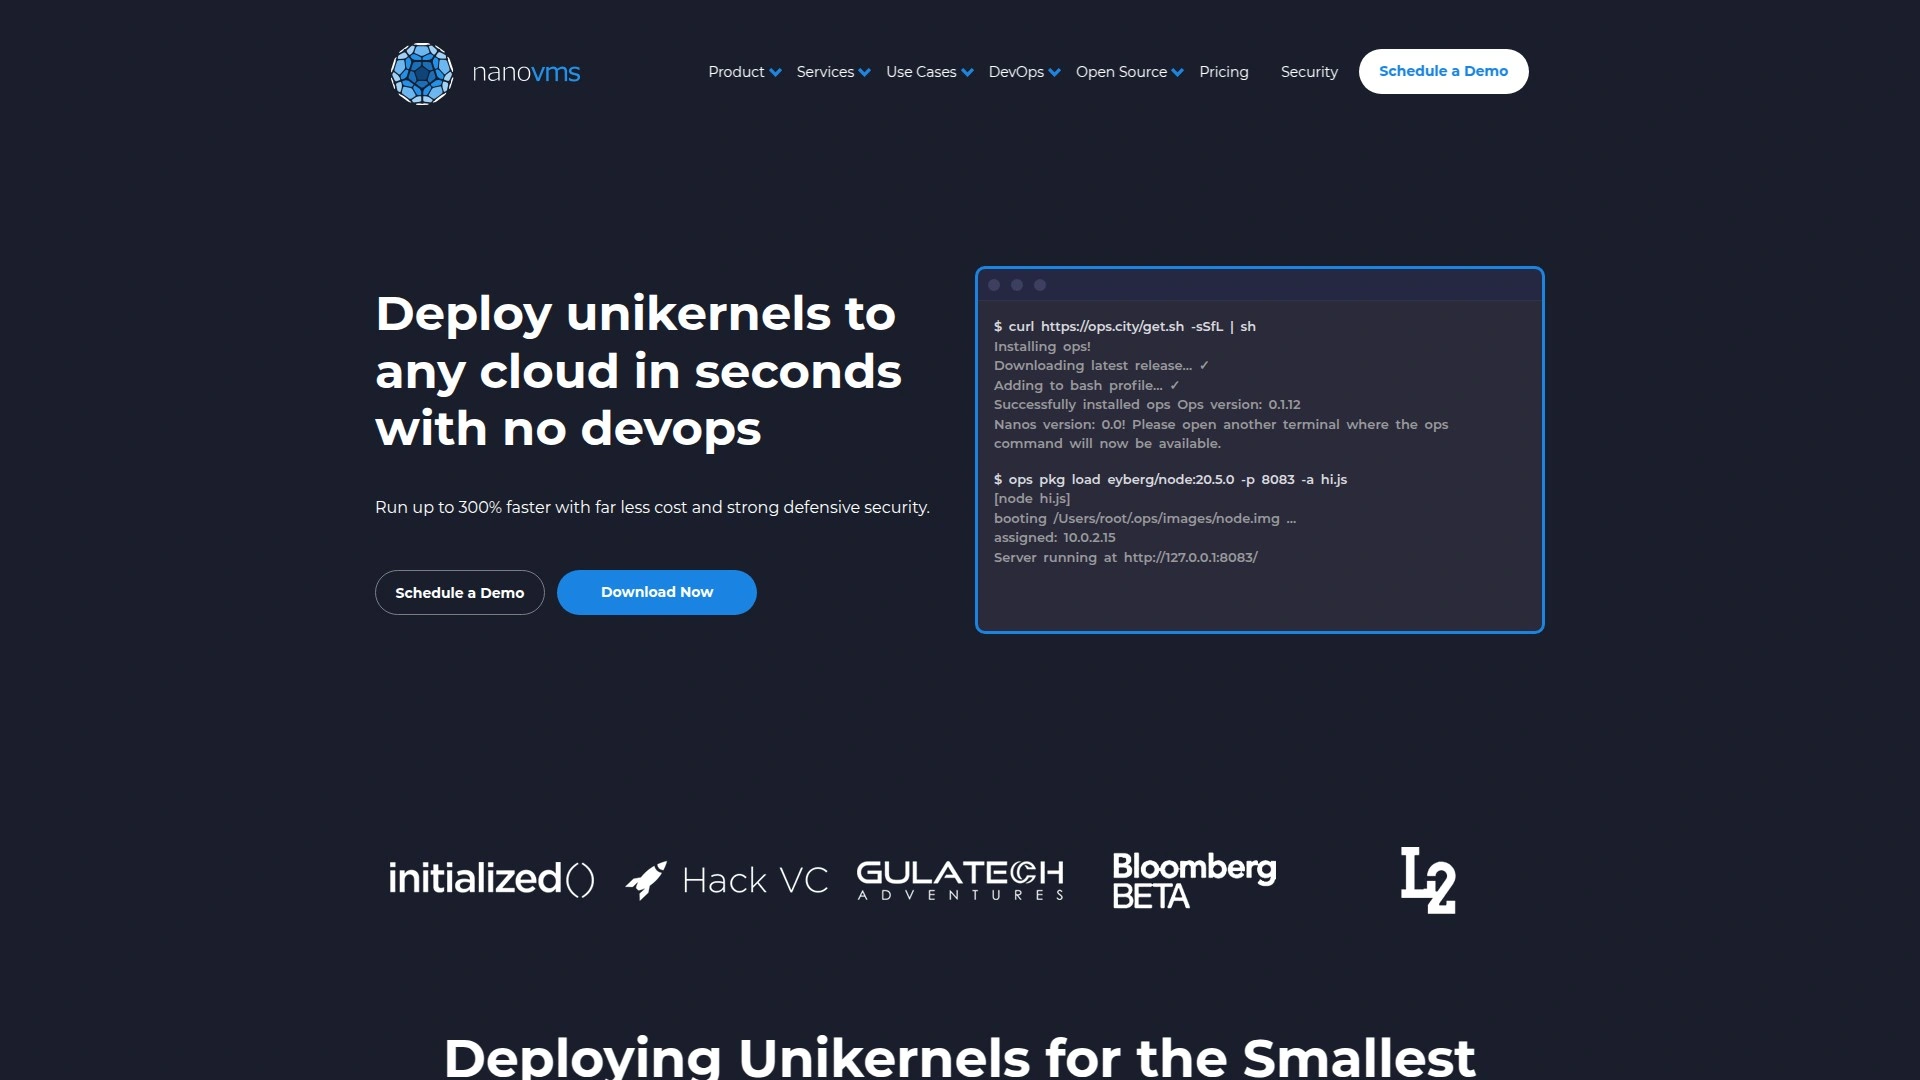 nanovms
Product Services Use Cases DevOps Open Source Pricing Security Schedule a Demo
Deploy unikernels to
any cloud in seconds
with no devops
Run up to 300% faster with far less cost and strong defensive security.
Schedule a Demo Download Now
$ curl https://ops.city/get.sh -sSfL | sh
Installing ops!
Downloading latest release... ✓
Adding to bash profile... ✓
Successfully installed ops Ops version: 0.1.12
Nanos version: 0.0! Please open another terminal where the ops
command will now be available.
$ ops pkg load eyberg/node:20.5.0 -p 8083 -a hi.js
[node hi.js]
booting /Users/root/.ops/images/node.img ...
assigned: 10.0.2.15
Server running at http://127.0.0.1:8083/
initialized()
Hack VC
GULATECH
ADVENTURES
Bloomberg
BETA
L2
Deploying Unikernels for the Smallest